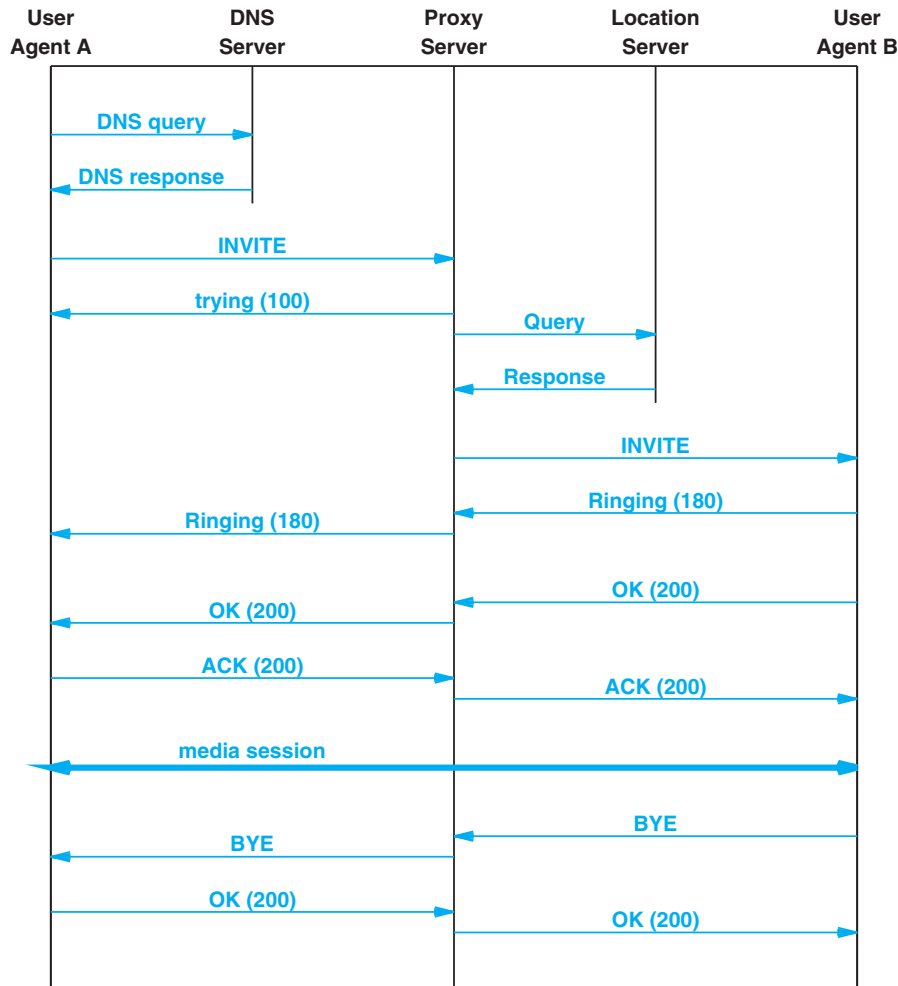 User DNS Proxy Location User
Agent A Server Server Server Agent B
DNS query
DNS response
INVITE
trying (100)
Query
Response
INVITE
Ringing (180)
Ringing (180)
OK (200)
OK (200)
ACK (200)
ACK (200)
media session
BYE
BYE
OK (200)
OK (200)